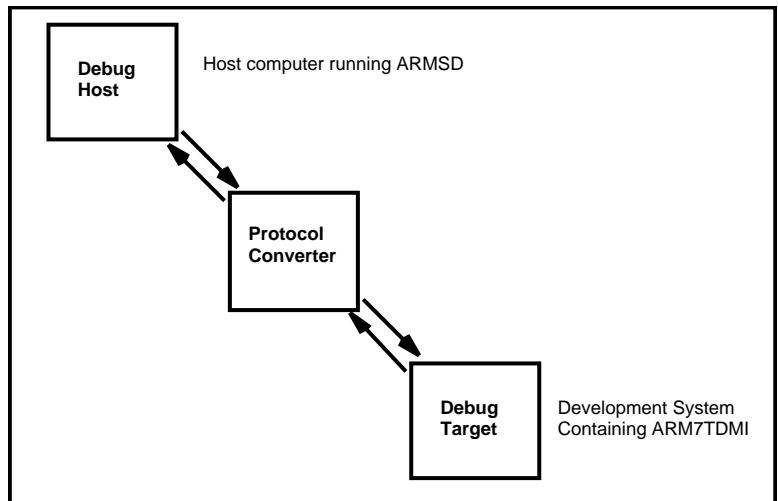 Debug
Host
Host computer running ARMSD
Protocol
Converter
Debug
Target
Development System
Containing ARM7TDMI